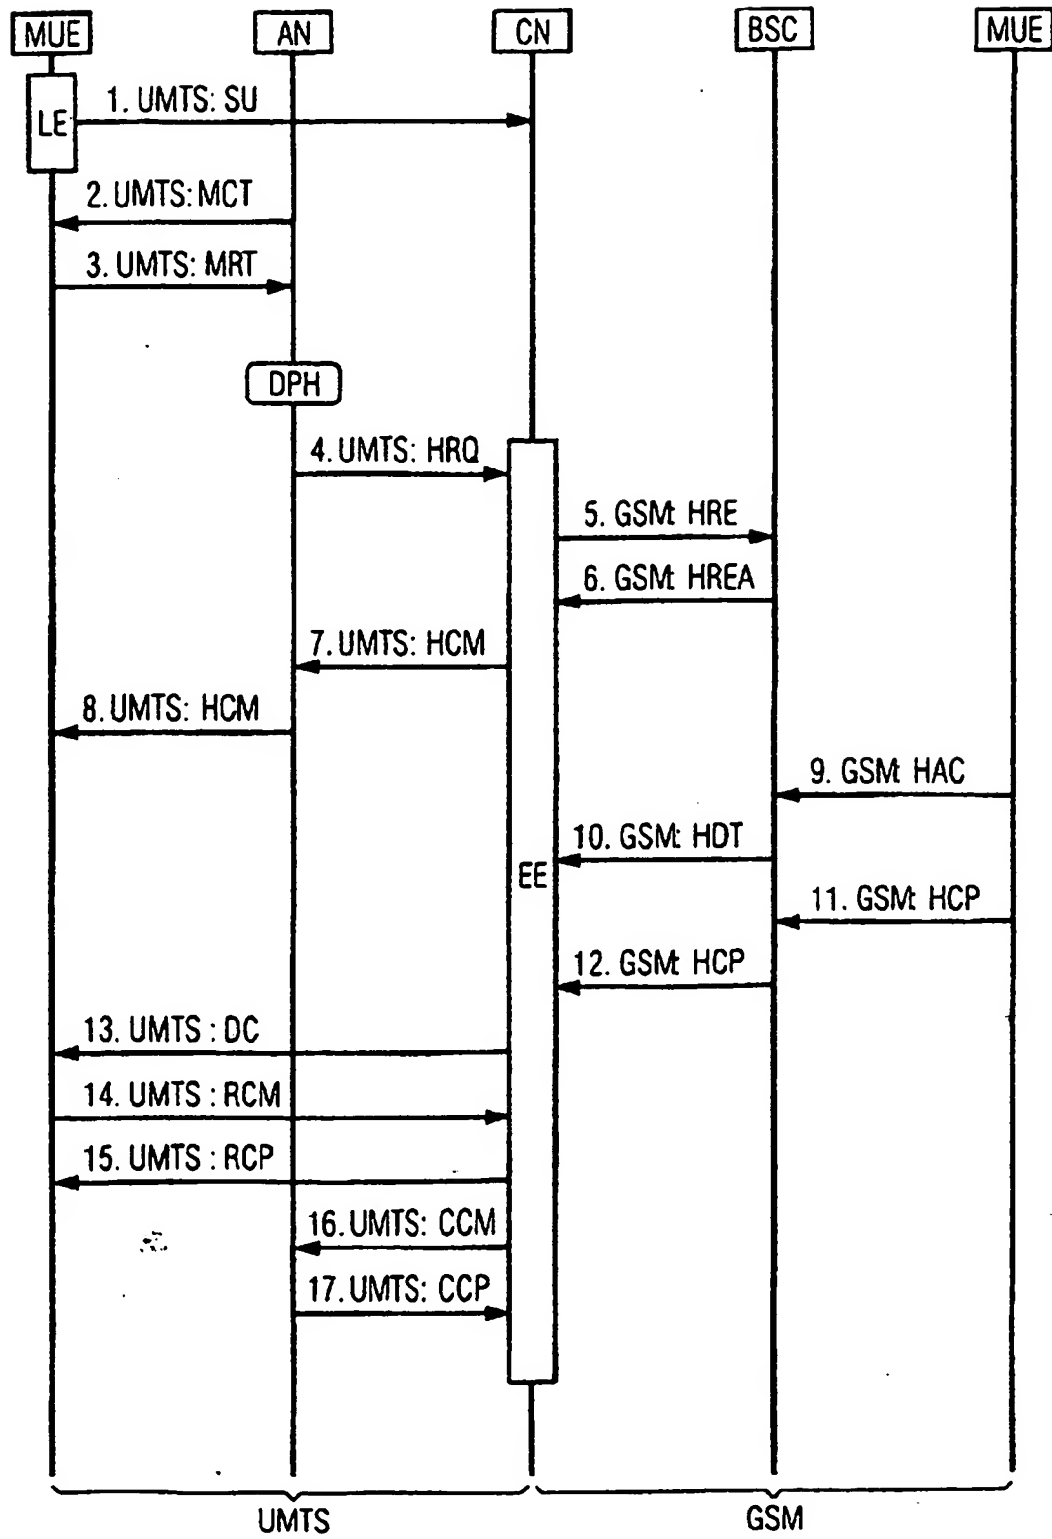 MUE AN CN BSC MUE
LE
1. UMTS: SU
2. UMTS: MCT
3. UMTS: MRT
DPH
4. UMTS: HRQ
5. GSM: HRE
6. GSM: HREA
7. UMTS: HCM
8. UMTS: HCM
9. GSM: HAC
10. GSM: HDT
EE
11. GSM: HCP
12. GSM: HCP
13. UMTS : DC
14. UMTS : RCM
15. UMTS : RCP
16. UMTS: CCM
17. UMTS: CCP
UMTS GSM